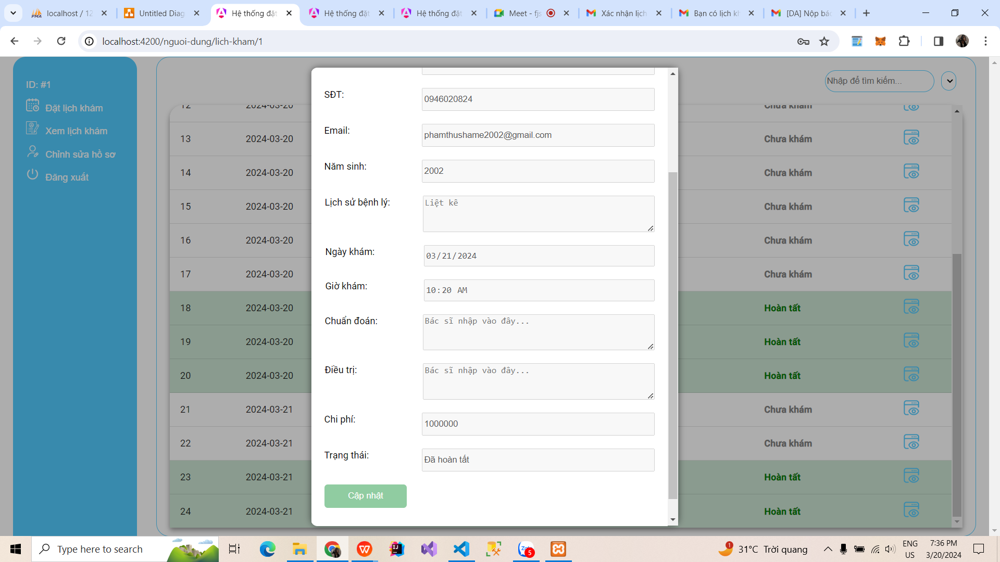 localhost / 12
Untitled Diag
Hệ thống đặt
Hệ thống đặt
Hệ thống đặt
Meet - fjs
Xác nhận lịch
Bạn có lịch kh
[DA] Nộp bác
localhost:4200/nguoi-dung/lich-kham/1
ID: #1
Đặt lịch khám
Xem lịch khám
Chỉnh sửa hồ sơ
Đăng xuất
Nhập để tìm kiếm...
12 2024-03-20 Chưa khám
13 2024-03-20 Chưa khám
14 2024-03-20 Chưa khám
15 2024-03-20 Chưa khám
16 2024-03-20 Chưa khám
17 2024-03-20 Chưa khám
18 2024-03-20 Hoàn tất
19 2024-03-20 Hoàn tất
20 2024-03-20 Hoàn tất
21 2024-03-21 Chưa khám
22 2024-03-21 Chưa khám
23 2024-03-21 Hoàn tất
24 2024-03-21 Hoàn tất
SĐT: 0946020824
Email: phamthushame2002@gmail.com
Năm sinh: 2002
Lịch sử bệnh lý: Liệt kê
Ngày khám: 03/21/2024
Giờ khám: 10:20 AM
Chuẩn đoán: Bác sĩ nhập vào đây...
Điều trị: Bác sĩ nhập vào đây...
Chi phí: 1000000
Trạng thái: Đã hoàn tất
Cập nhật
Type here to search
5
1
31°C Trời quang
ENG
US
7:36 PM
3/20/2024